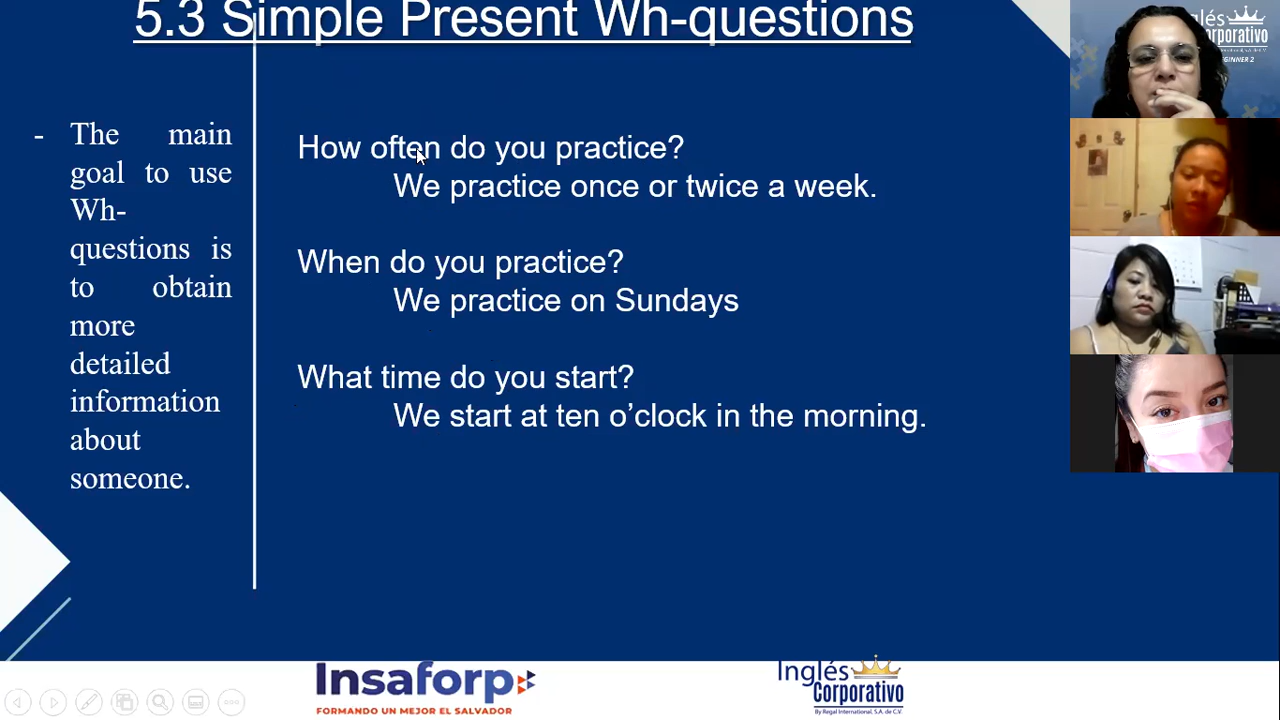 5.3 Simple Present Wh-questions
- The main
goal to use
Wh-
questions is
to obtain
more
detailed
information
about
someone.
How often do you practice?
We practice once or twice a week.
When do you practice?
We practice on Sundays
What time do you start?
We start at ten o’clock in the morning.
Inglés
Corporativo
BEGINNER 2
Insaforp
FORMANDO UN MEJOR EL SALVADOR
Inglés
Corporativo
By Regal International, S.A. de C.V.